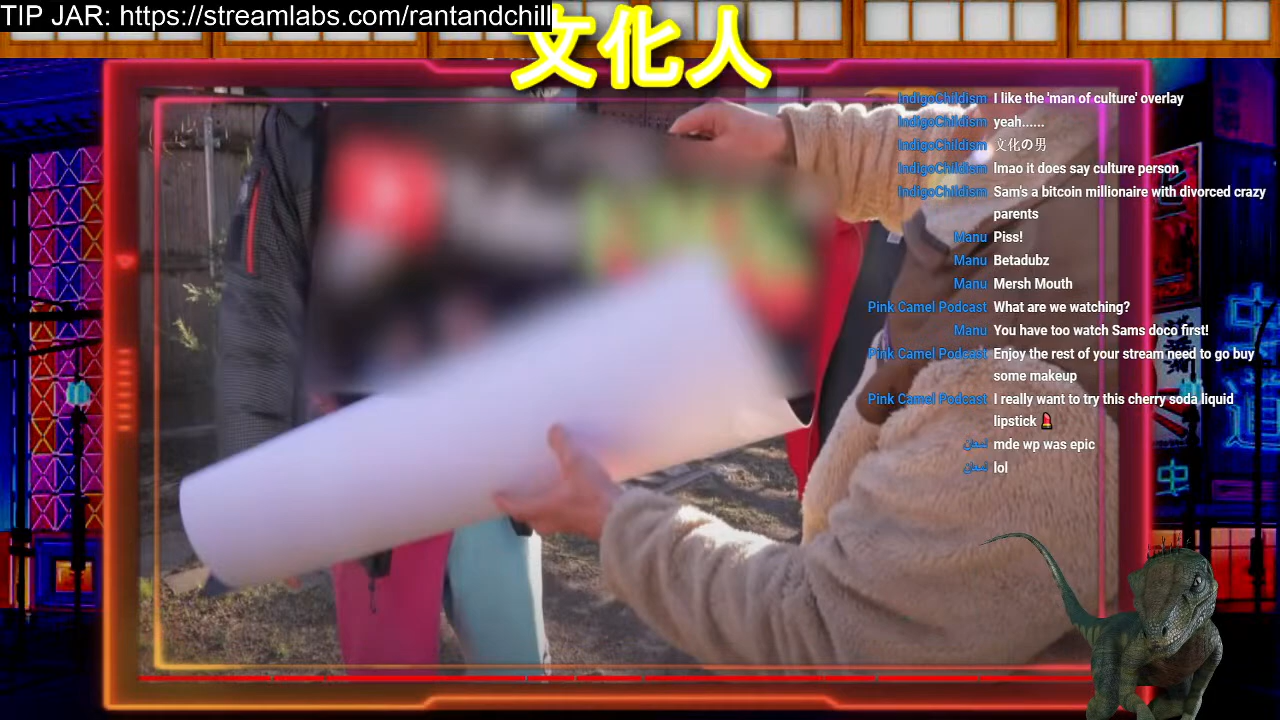 TIP JAR: https://streamlabs.com/rantandchill
文化人
IndigoChildism I like the 'man of culture' overlay
IndigoChildism yeah......
IndigoChildism 文化の男
IndigoChildism lmao it does say culture person
IndigoChildism Sam's a bitcoin millionaire with divorced crazy
parents
Manu Piss!
Manu Betadubz
Manu Mersh Mouth
Pink Camel Podcast What are we watching?
Manu You have too watch Sams doco first!
Pink Camel Podcast Enjoy the rest of your stream need to go buy
some makeup
Pink Camel Podcast I really want to try this cherry soda liquid
lipstick 💄
mde wp was epic
lol
中
中